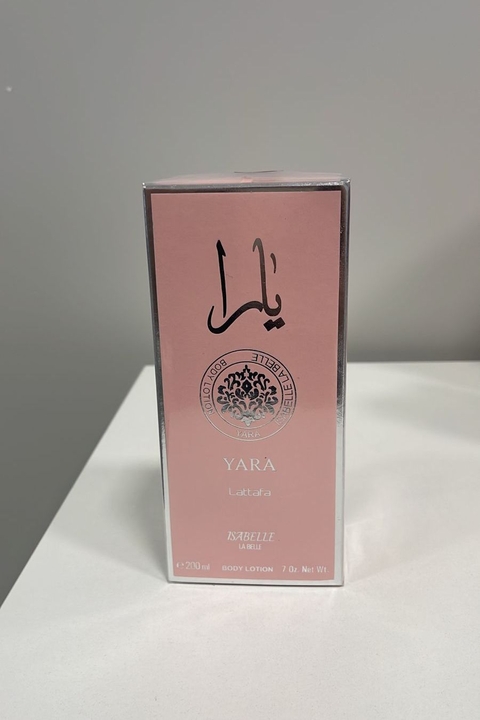 يارا
BODY LOTION
ISABELLE LA BELLE
YARA
YARA
Lattafa
ISABELLE
LA BELLE
℮ 200 ml BODY LOTION 7 Oz. Net Wt.